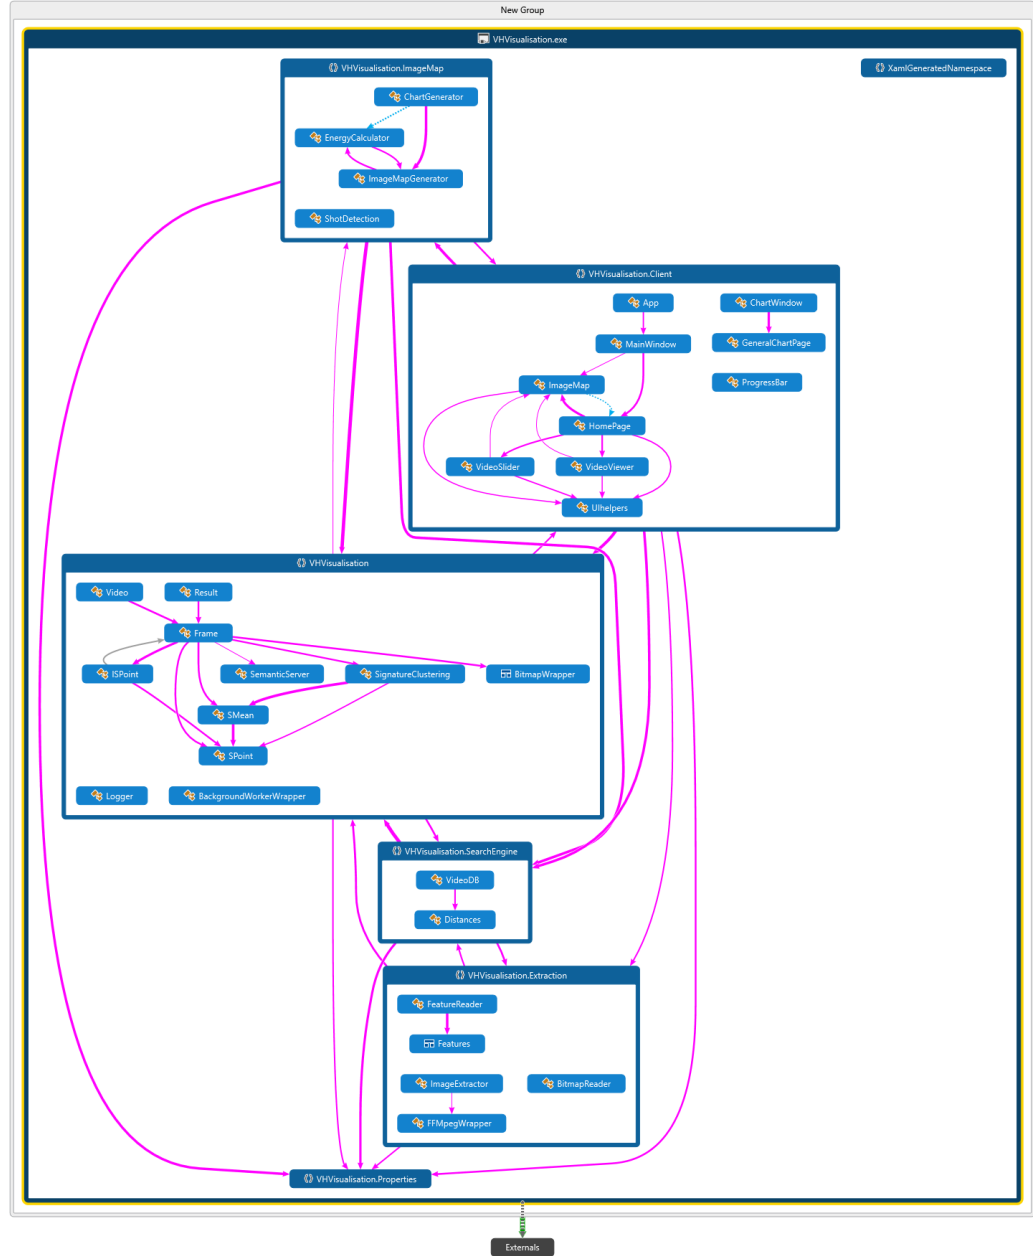 New Group
VHVisualisation.exe
VHVisualisation.ImageMap
XamlGeneratedNamespace
ChartGenerator
EnergyCalculator
ImageMapGenerator
ShotDetection
VHVisualisation.Client
App
ChartWindow
MainWindow
GeneralChartPage
ImageMap
ProgressBar
HomePage
VideoSlider
VideoViewer
UIhelpers
VHVisualisation
Video
Result
Frame
ISPoint
SemanticServer
SignatureClustering
BitmapWrapper
SMean
SPoint
Logger
BackgroundWorkerWrapper
VHVisualisation.SearchEngine
VideoDB
Distances
VHVisualisation.Extraction
FeatureReader
Features
ImageExtractor
BitmapReader
FFMpegWrapper
VHVisualisation.Properties
Externals